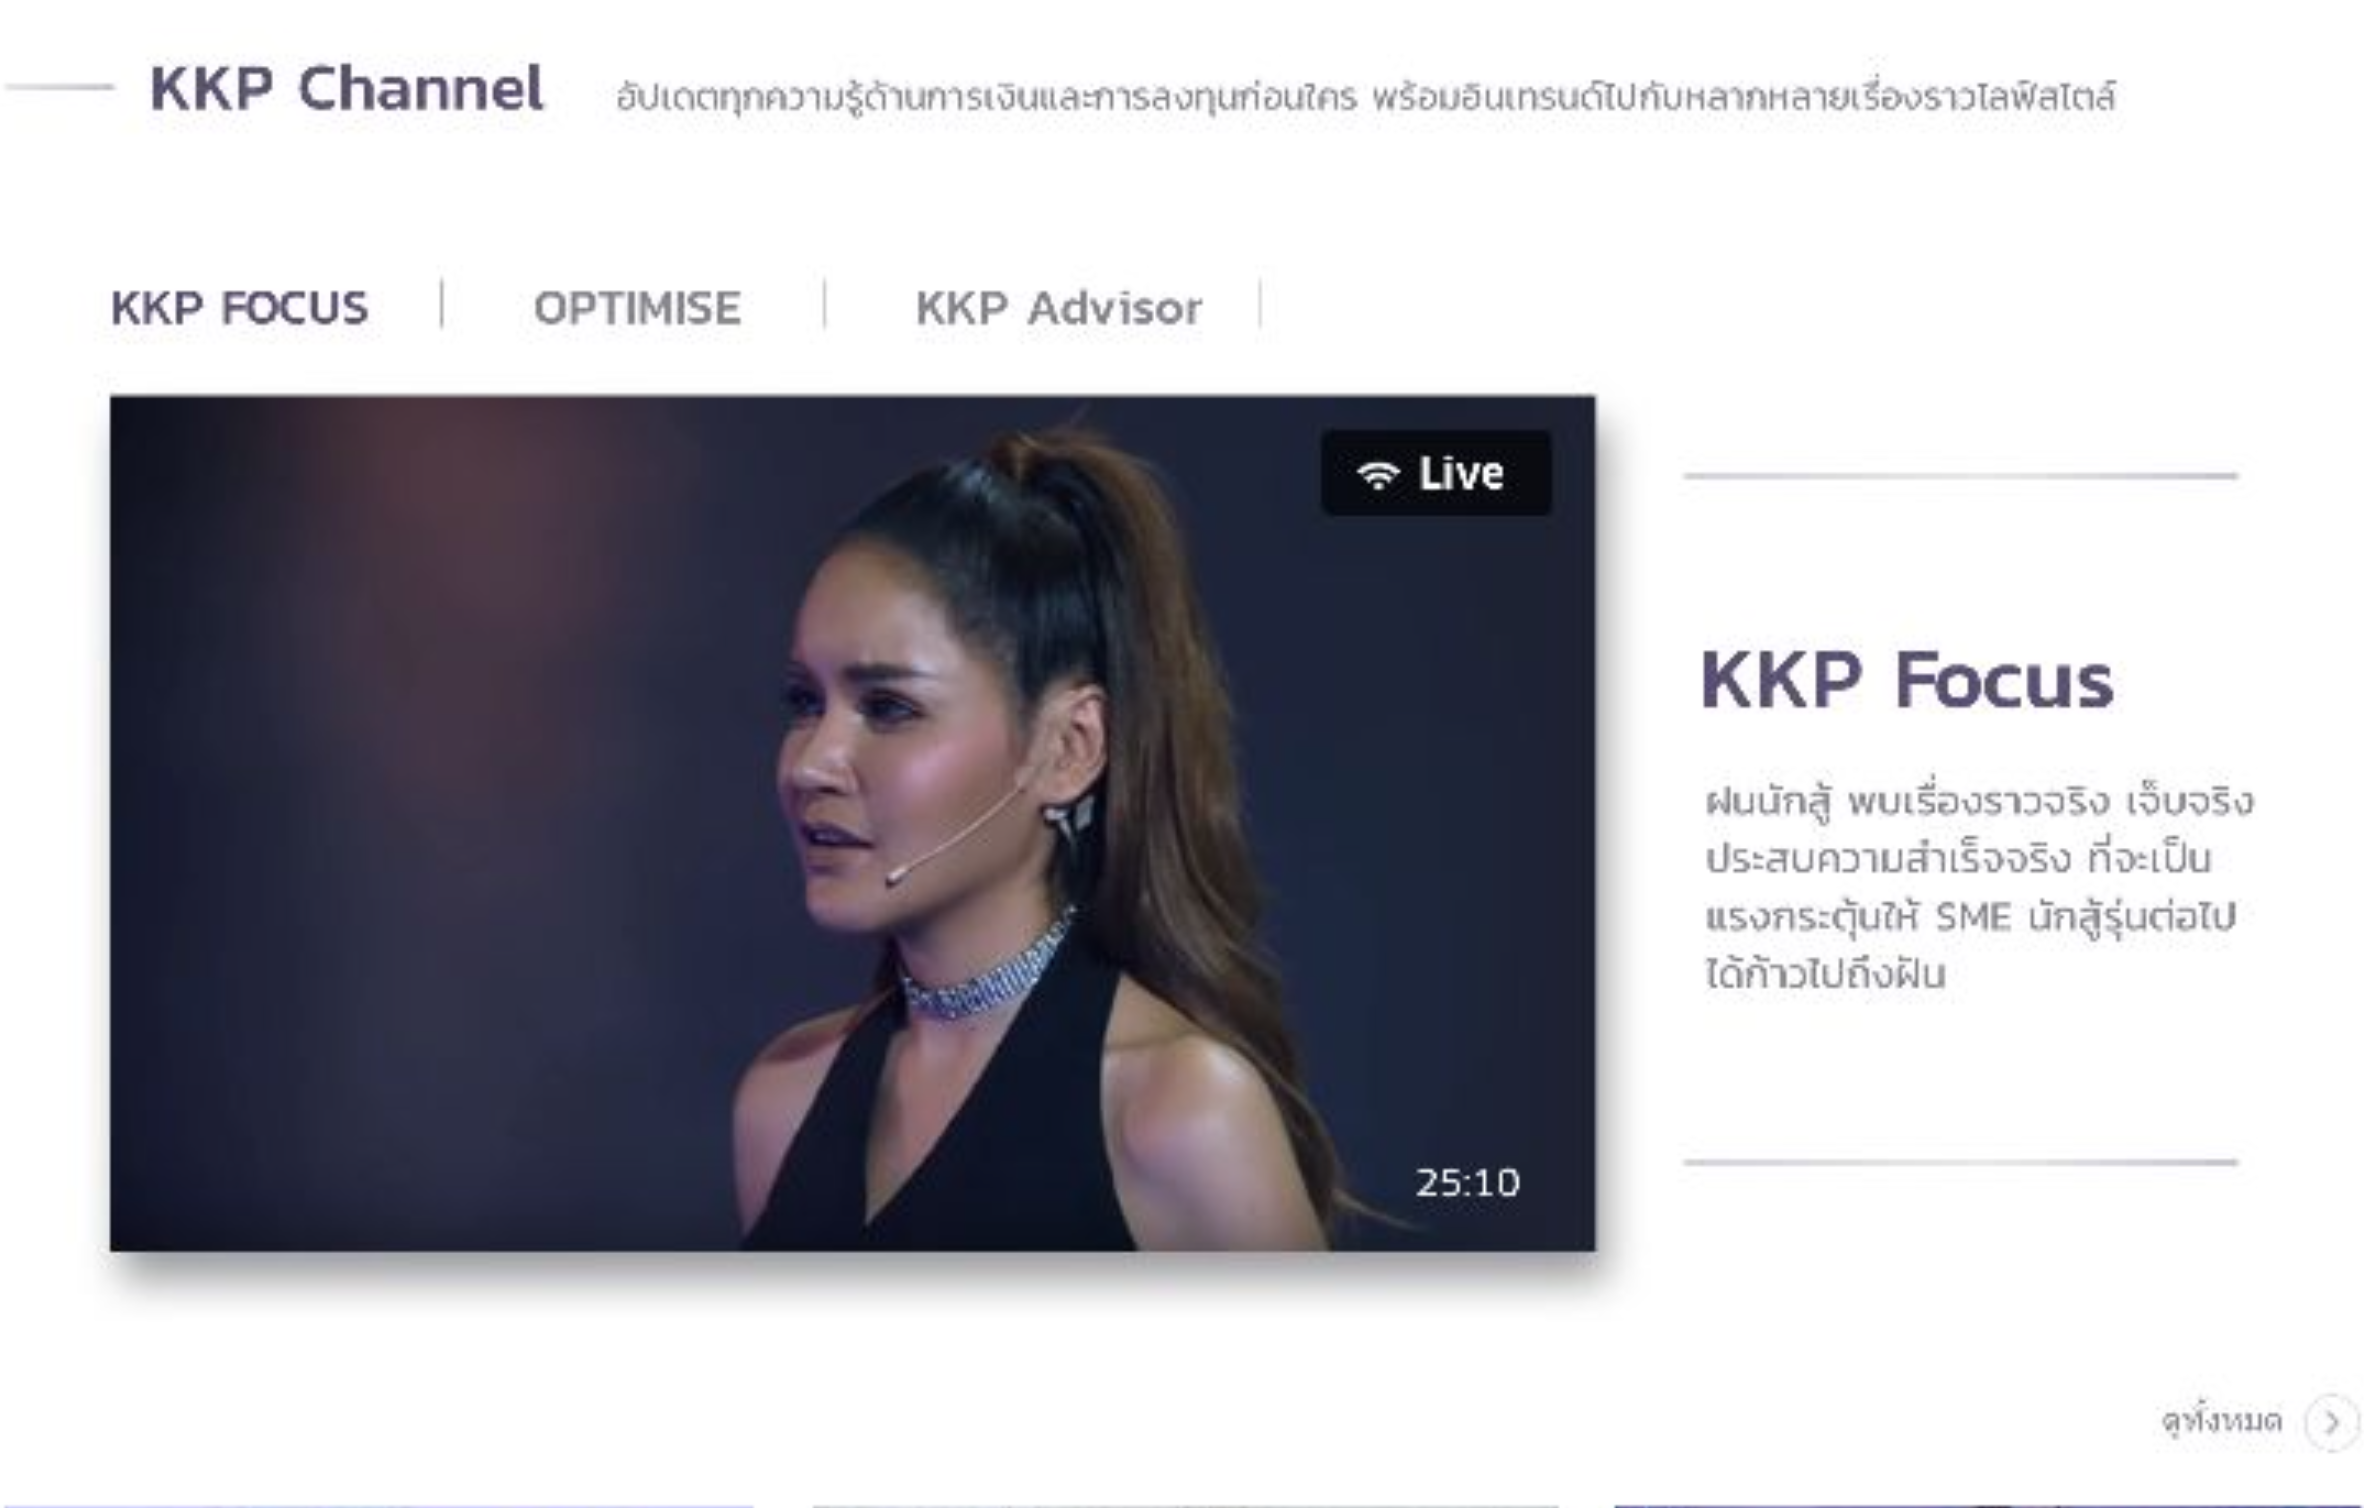 KKP Channel
อัปเดตทุกความรู้ด้านการเงินและการลงทุนก่อนใคร พร้อมอินเทรนด์ไปกับหลากหลายเรื่องราวไลฟ์สไตล์
KKP FOCUS
OPTIMISE
KKP Advisor
Live
25:10
KKP Focus
ฝนนักสู้ พบเรื่องราวจริง เจ็บจริง
ประสบความสำเร็จจริง ที่จะเป็น
แรงกระตุ้นให้ SME นักสู้รุ่นต่อไป
ได้ก้าวไปถึงฝัน
ดูทั้งหมด